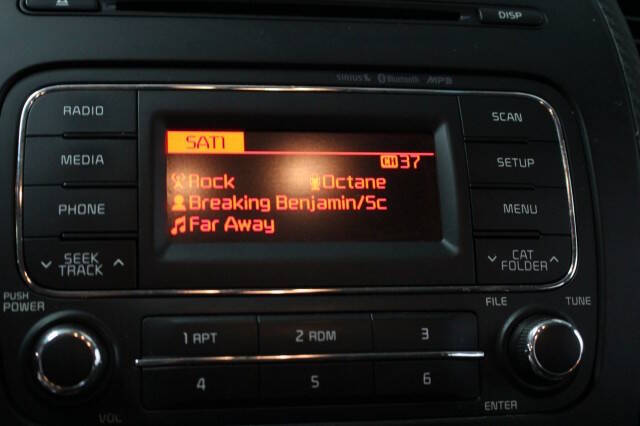 DISP
SIRIUS Bluetooth MP3
RADIO
MEDIA
PHONE
SEEK
TRACK
SAT1
CH 37
Rock Octane
Breaking Benjamin/Sc
Far Away
SCAN
SETUP
MENU
CAT
FOLDER
PUSH
POWER
VOL
1 RPT
2 RDM
3
4
5
6
FILE
TUNE
ENTER